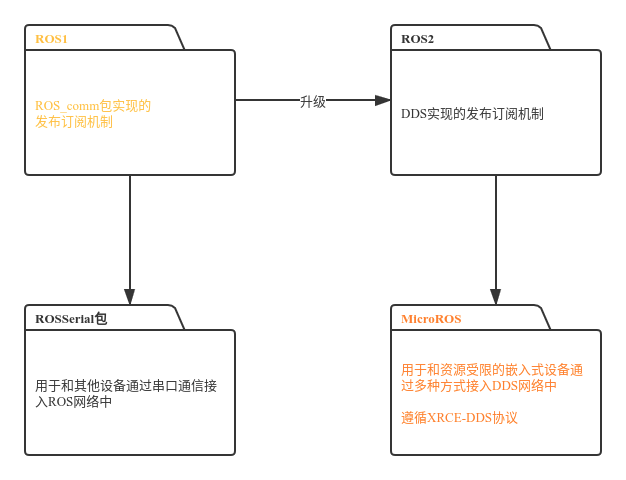 ROS1
ROS_comm包实现的
发布订阅机制
升级
ROS2
DDS实现的发布订阅机制
ROSSerial包
用于和其他设备通过串口通信接
入ROS网络中
MicroROS
用于和资源受限的嵌入式设备通
过多种方式接入DDS网络中
遵循XRCE-DDS协议